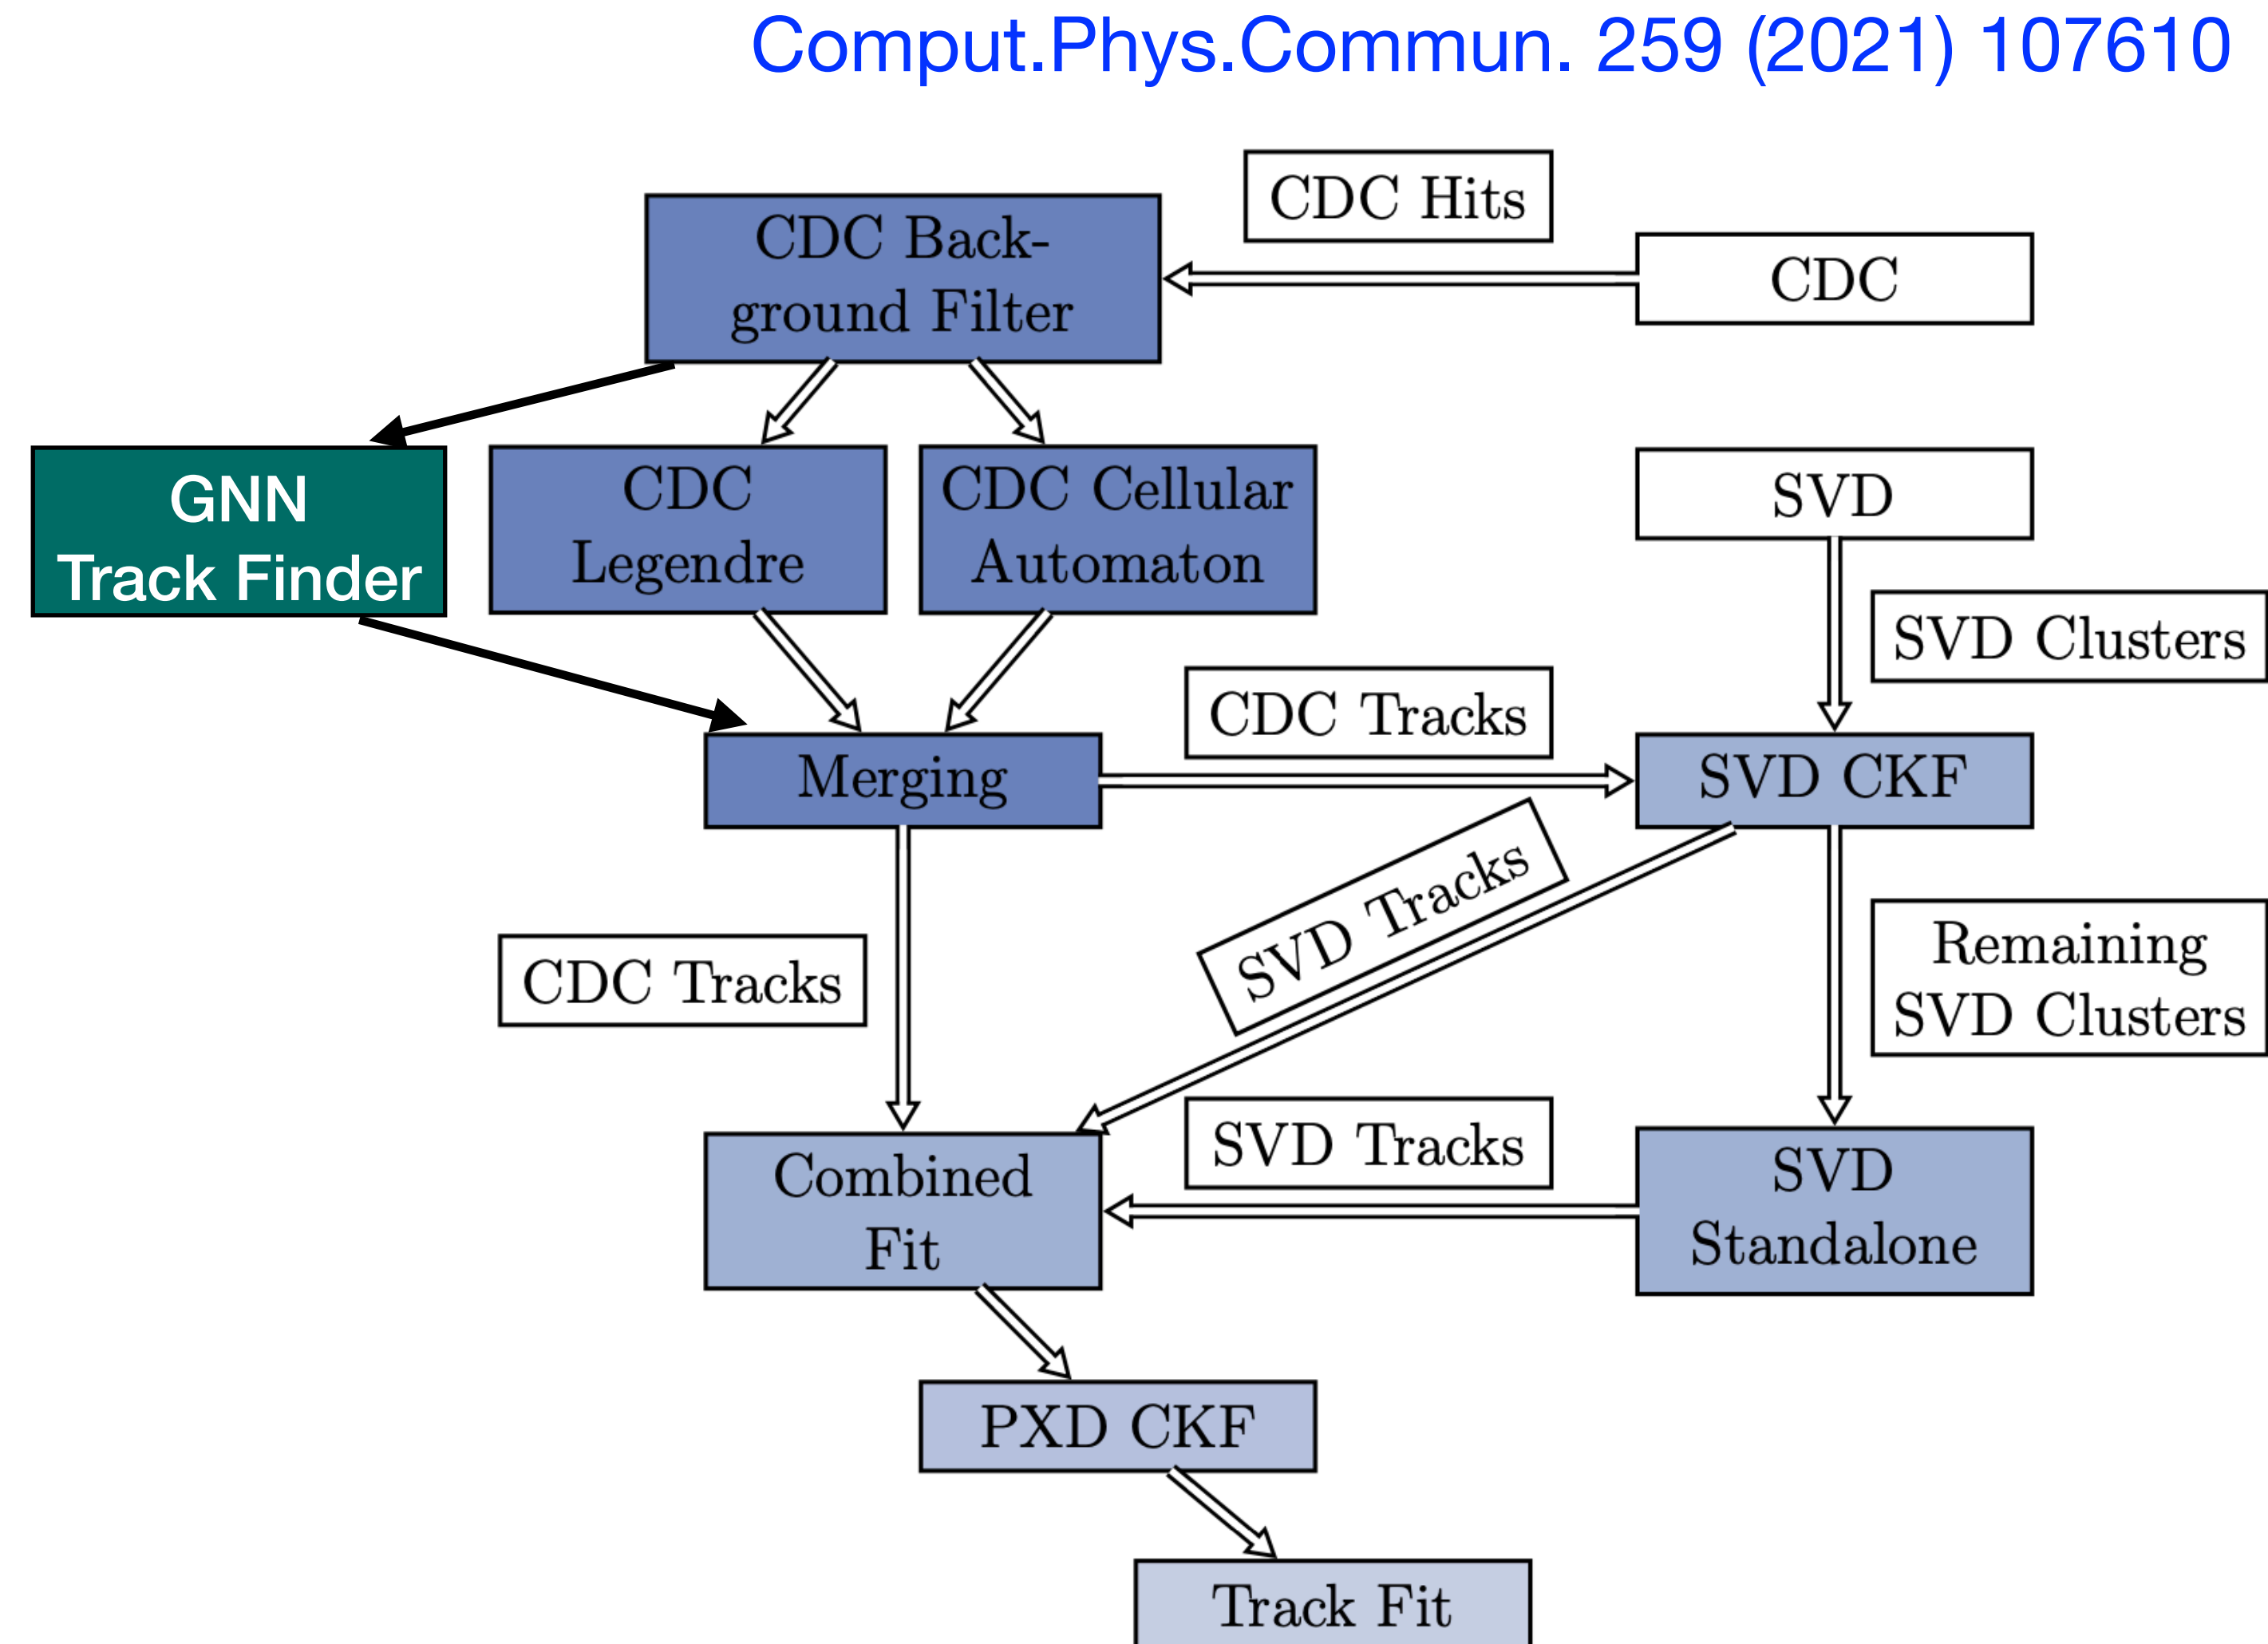 Comput.Phys.Commun. 259 (2021) 107610
CDC Hits
CDC Back-
ground Filter
CDC
GNN
Track Finder
CDC
Legendre
CDC Cellular
Automaton
SVD
SVD Clusters
CDC Tracks
Merging
SVD CKF
SVD Tracks
CDC Tracks
Remaining
SVD Clusters
SVD Tracks
Combined
Fit
SVD
Standalone
PXD CKF
Track Fit